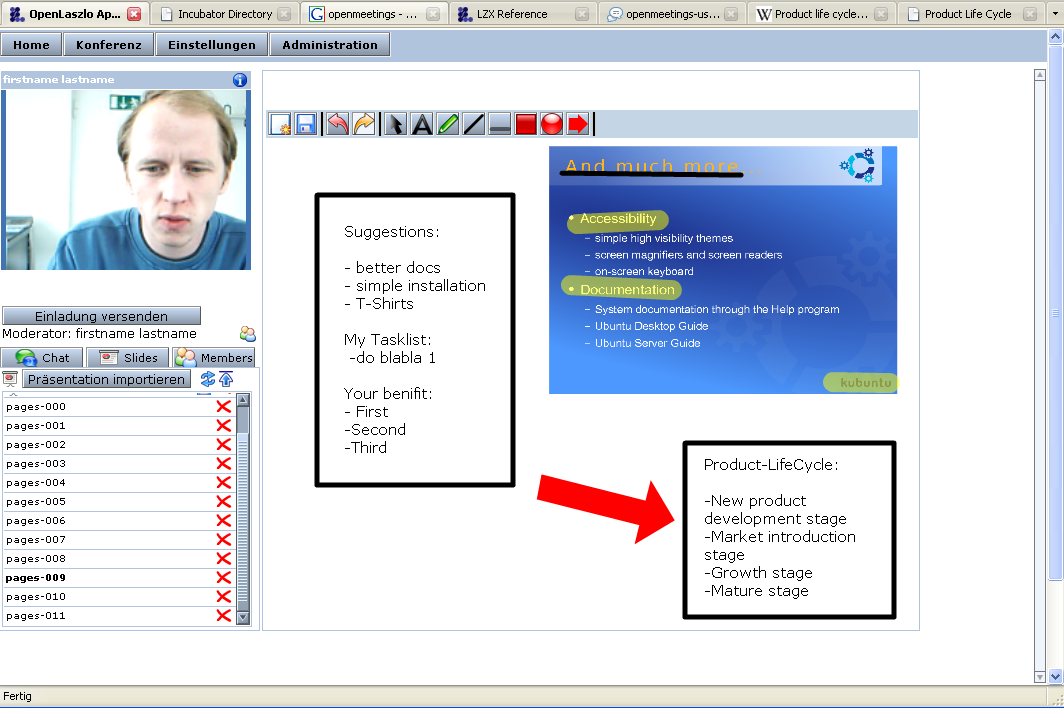 OpenLaszlo Ap...
Incubator Directory
openmeetings - ...
LZX Reference
openmeetings-us...
Product life cycle...
Product Life Cycle
Home
Konferenz
Einstellungen
Administration
firstname lastname
Einladung versenden
Moderator: firstname lastname
Chat
Slides
Members
Präsentation importieren
pages-000
pages-001
pages-002
pages-003
pages-004
pages-005
pages-006
pages-007
pages-008
pages-009
pages-010
pages-011
Suggestions:
- better docs
- simple installation
- T-Shirts
My Tasklist:
-do blabla 1
Your benifit:
- First
-Second
-Third
And much more...
• Accessibility
– simple high visibility themes
– screen magnifiers and screen readers
– on-screen keyboard
• Documentation
– System documentation through the Help program
– Ubuntu Desktop Guide
– Ubuntu Server Guide
kubuntu
Product-LifeCycle:
-New product
development stage
-Market introduction
stage
-Growth stage
-Mature stage
Fertig